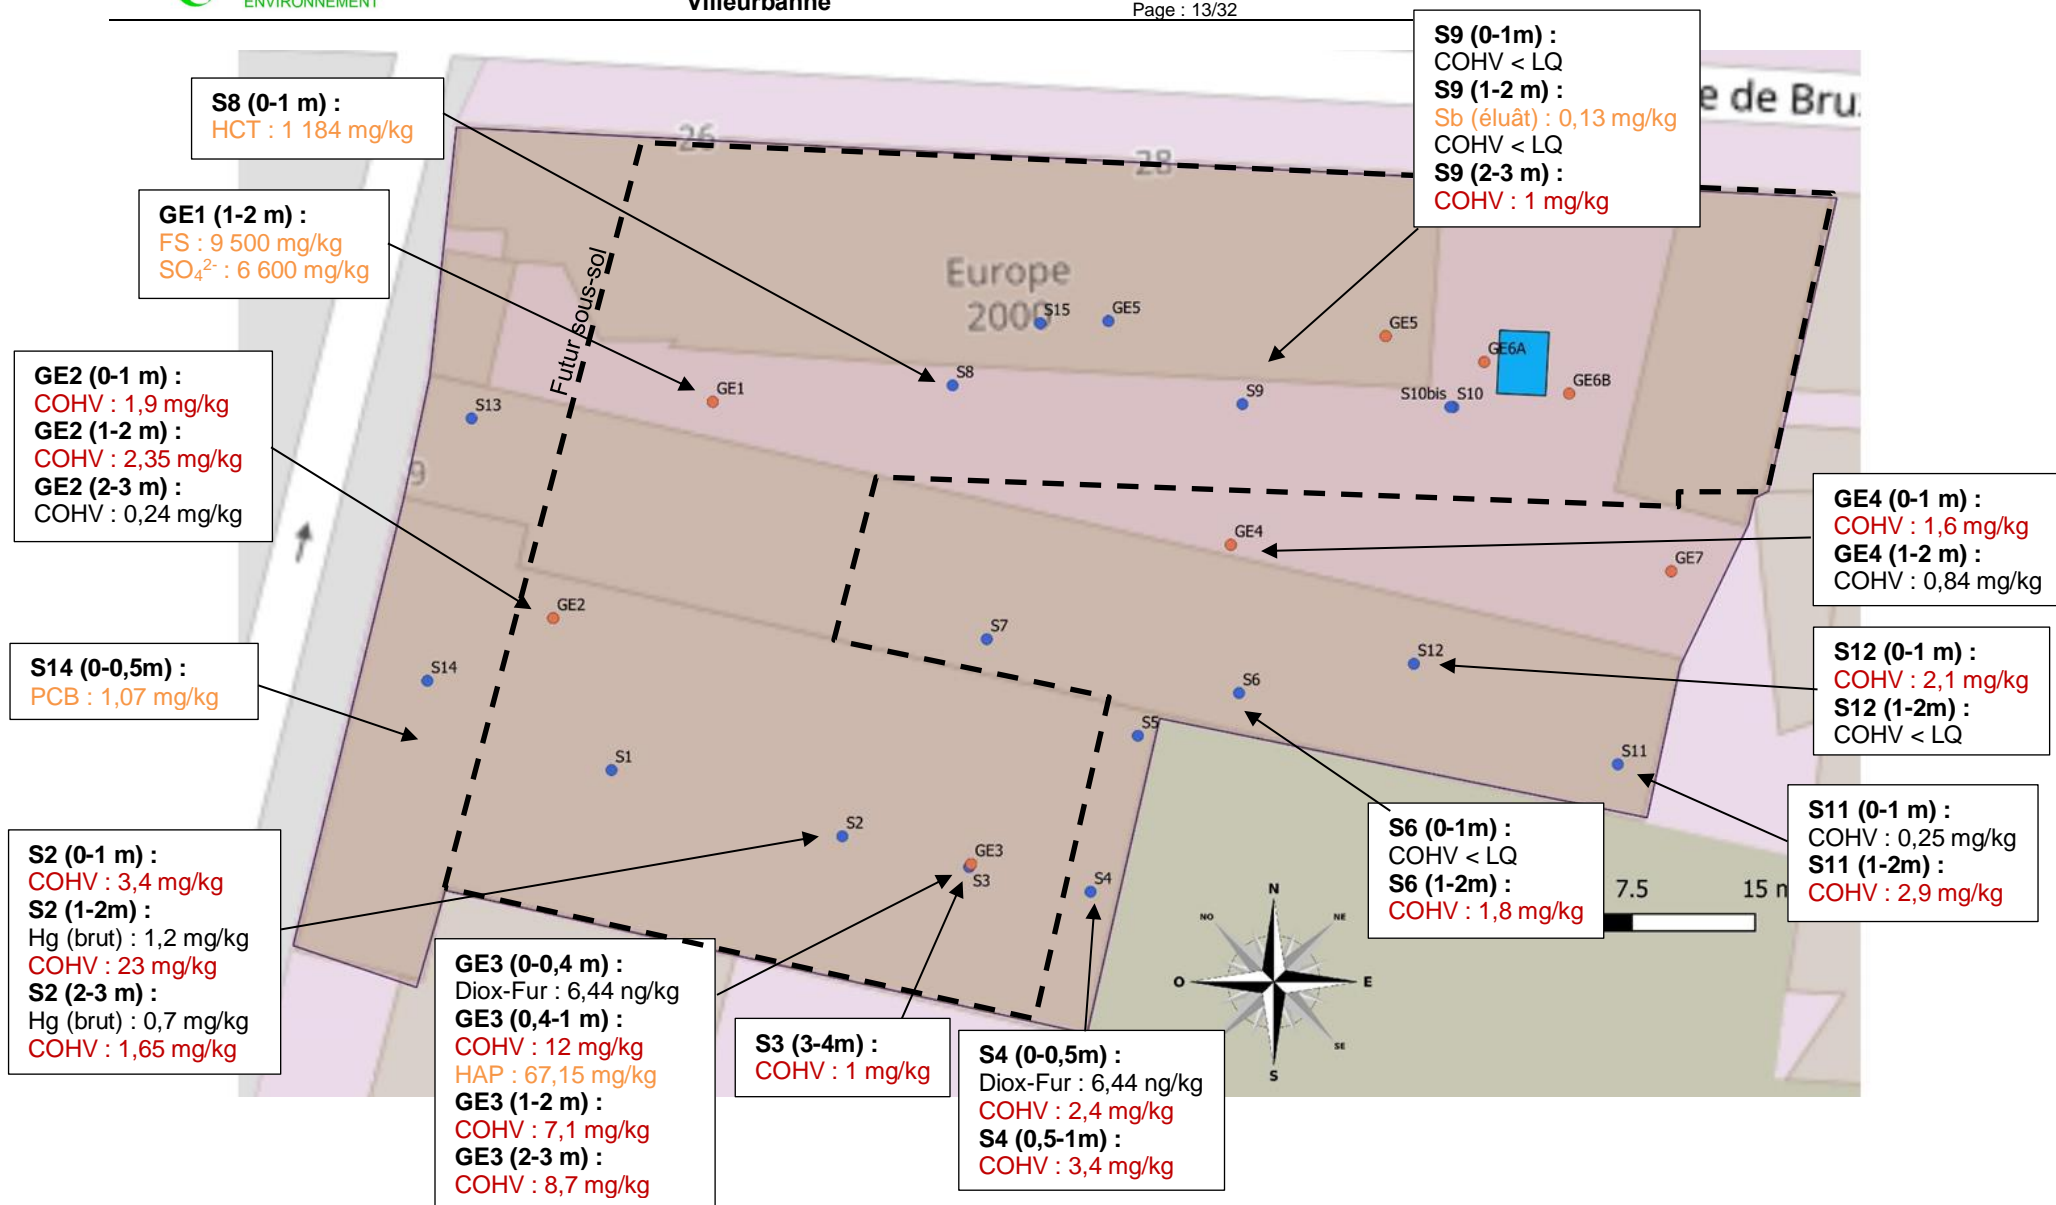 ENVIRONNEMENT
Villeurbanne
Page : 13/32
S9 (0-1m) :
COHV < LQ
S9 (1-2 m) :
Sb (éluât) : 0,13 mg/kg
COHV < LQ
S9 (2-3 m) :
COHV : 1 mg/kg
e de Bru
S8 (0-1 m) :
HCT : 1 184 mg/kg
26
28
GE1 (1-2 m) :
FS : 9 500 mg/kg
SO₄²⁻ : 6 600 mg/kg
Futur sous-sol
Europe
2000
S15
GE5
GE5
GE6A
GE6B
S8
GE1
S9
S10bis
S10
S13
9
GE2 (0-1 m) :
COHV : 1,9 mg/kg
GE2 (1-2 m) :
COHV : 2,35 mg/kg
GE2 (2-3 m) :
COHV : 0,24 mg/kg
GE4
GE7
GE4 (0-1 m) :
COHV : 1,6 mg/kg
GE4 (1-2 m) :
COHV : 0,84 mg/kg
GE2
S7
S12
S6
S14
S5
S1
S11
S14 (0-0,5m) :
PCB : 1,07 mg/kg
S12 (0-1 m) :
COHV : 2,1 mg/kg
S12 (1-2m) :
COHV < LQ
S2
GE3
S3
S4
S2 (0-1 m) :
COHV : 3,4 mg/kg
S2 (1-2m) :
Hg (brut) : 1,2 mg/kg
COHV : 23 mg/kg
S2 (2-3 m) :
Hg (brut) : 0,7 mg/kg
COHV : 1,65 mg/kg
S6 (0-1m) :
COHV < LQ
S6 (1-2m) :
COHV : 1,8 mg/kg
S11 (0-1 m) :
COHV : 0,25 mg/kg
S11 (1-2m) :
COHV : 2,9 mg/kg
7.5
15 m
N
NO
NE
O
E
SE
S
GE3 (0-0,4 m) :
Diox-Fur : 6,44 ng/kg
GE3 (0,4-1 m) :
COHV : 12 mg/kg
HAP : 67,15 mg/kg
GE3 (1-2 m) :
COHV : 7,1 mg/kg
GE3 (2-3 m) :
COHV : 8,7 mg/kg
S3 (3-4m) :
COHV : 1 mg/kg
S4 (0-0,5m) :
Diox-Fur : 6,44 ng/kg
COHV : 2,4 mg/kg
S4 (0,5-1m) :
COHV : 3,4 mg/kg